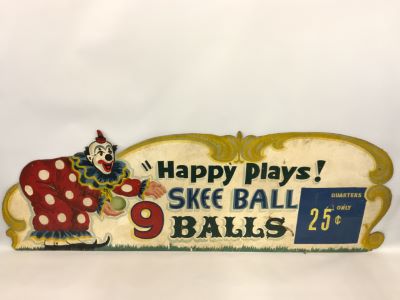 "Happy Plays!
SKEE BALL
9 BALLS
QUARTERS
ONLY
25¢